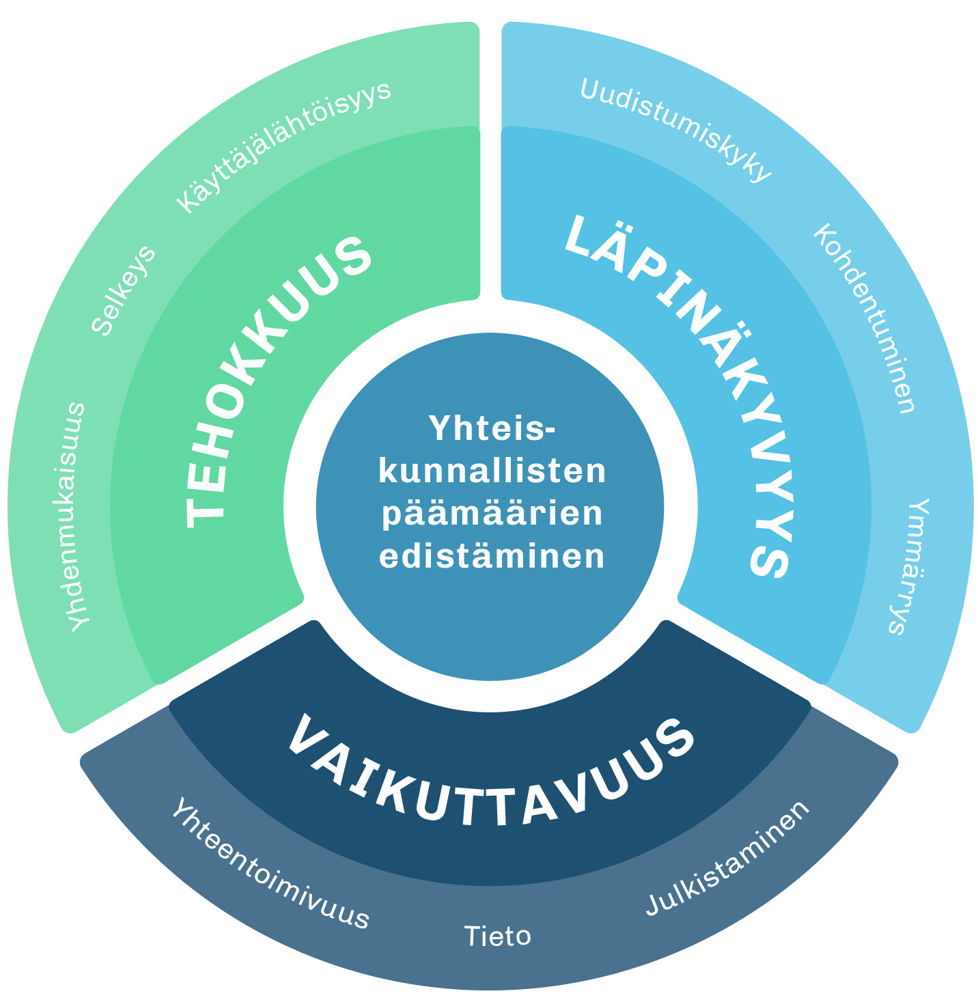 Käyttäjälähtöisyys
Selkeys
Yhdenmukaisuus
TEHOKKUUS
Uudistumiskyky
Kohdentuminen
Ymmärrys
LÄPINÄKYVYYS
Yhteis-
kunnallisten
päämäärien
edistäminen
VAIKUTTAVUUS
Yhteentoimivuus
Tieto
Julkistaminen